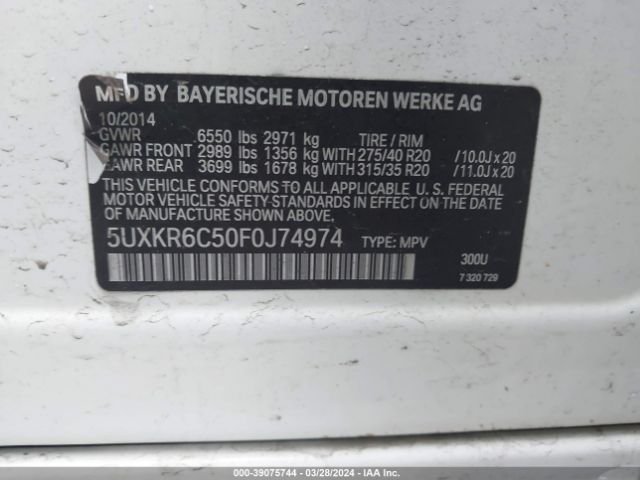 MFD BY BAYERISCHE MOTOREN WERKE AG
10/2014
GVWR 6550 lbs 2971 kg TIRE / RIM
GAWR FRONT 2989 lbs 1356 kg WITH 275/40 R20 /10.0J x 20
GAWR REAR 3699 lbs 1678 kg WITH 315/35 R20 /11.0J x 20
THIS VEHICLE CONFORMS TO ALL APPLICABLE U. S. FEDERAL
MOTOR VEHICLE SAFETY-STANDARDS IN EFFECT ON THE
DATE OF MANUFACTURE SHOWN ABOVE.
5UXKR6C50F0J74974 TYPE: MPV
300U
7 320 729
000-39075744 - 03/28/2024 - IAA Inc.